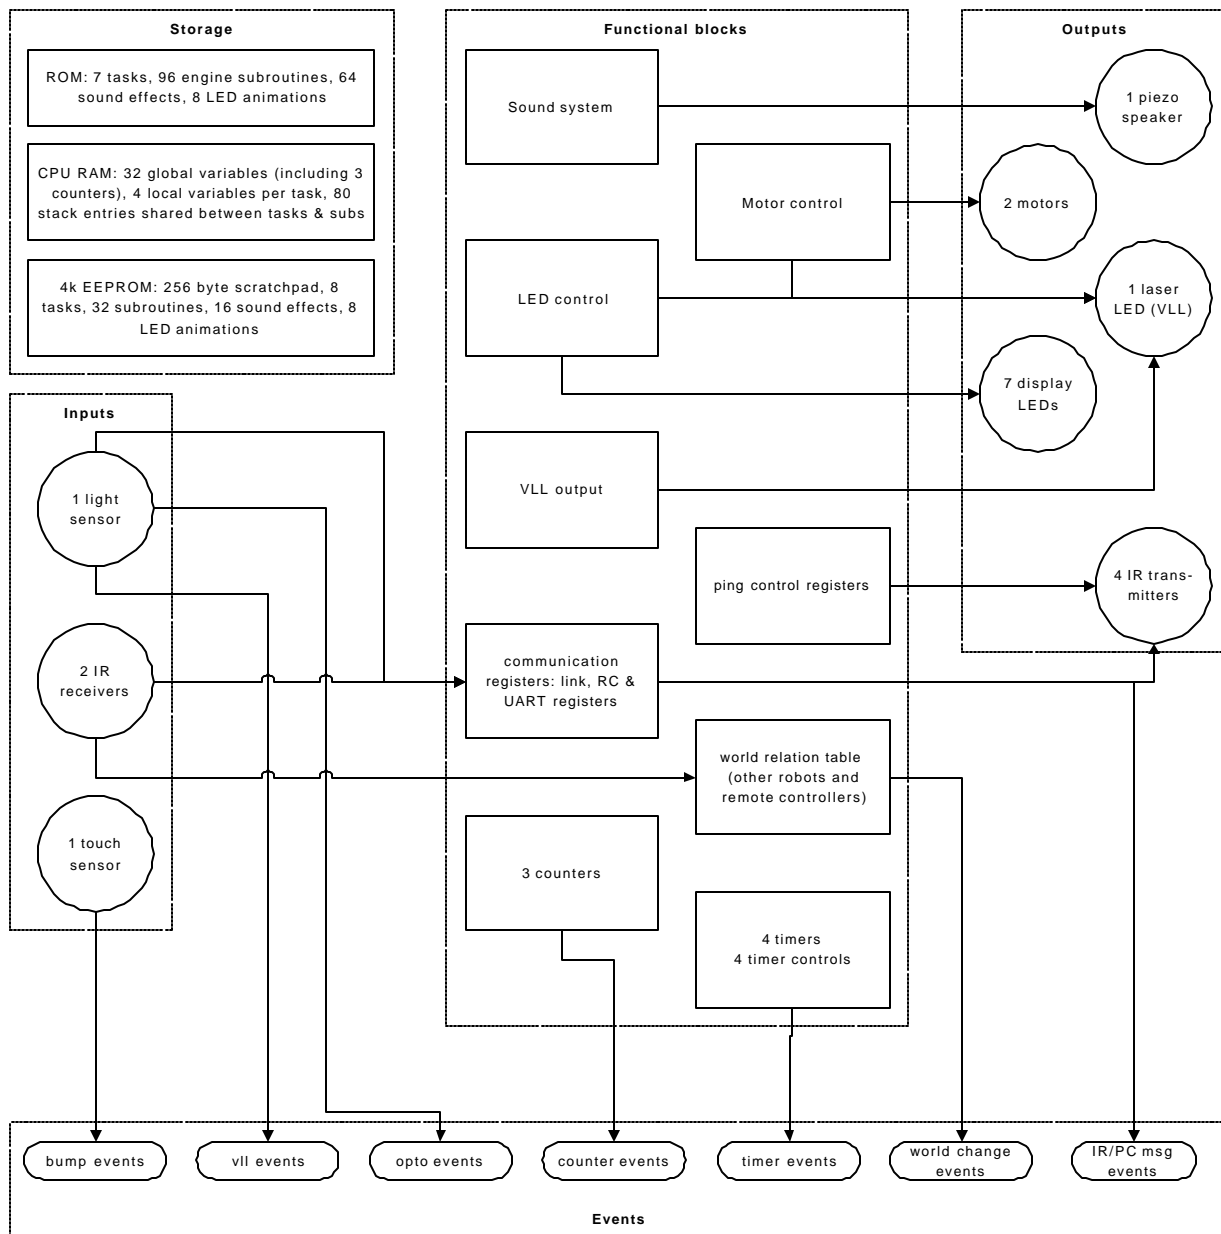 Storage
ROM: 7 tasks, 96 engine subroutines, 64
sound effects, 8 LED animations
CPU RAM: 32 global variables (including 3
counters), 4 local variables per task, 80
stack entries shared between tasks & subs
4k EEPROM: 256 byte scratchpad, 8
tasks, 32 subroutines, 16 sound effects, 8
LED animations
Inputs
1 light
sensor
2 IR
receivers
1 touch
sensor
Functional blocks
Sound system
Motor control
LED control
VLL output
ping control registers
communication
registers: link, RC &
UART registers
world relation table
(other robots and
remote controllers)
3 counters
4 timers
4 timer controls
Outputs
1 piezo
speaker
2 motors
1 laser
LED (VLL)
7 display
LEDs
4 IR trans-
mitters
bump events
vll events
opto events
counter events
timer events
world change
events
IR/PC msg
events
Events